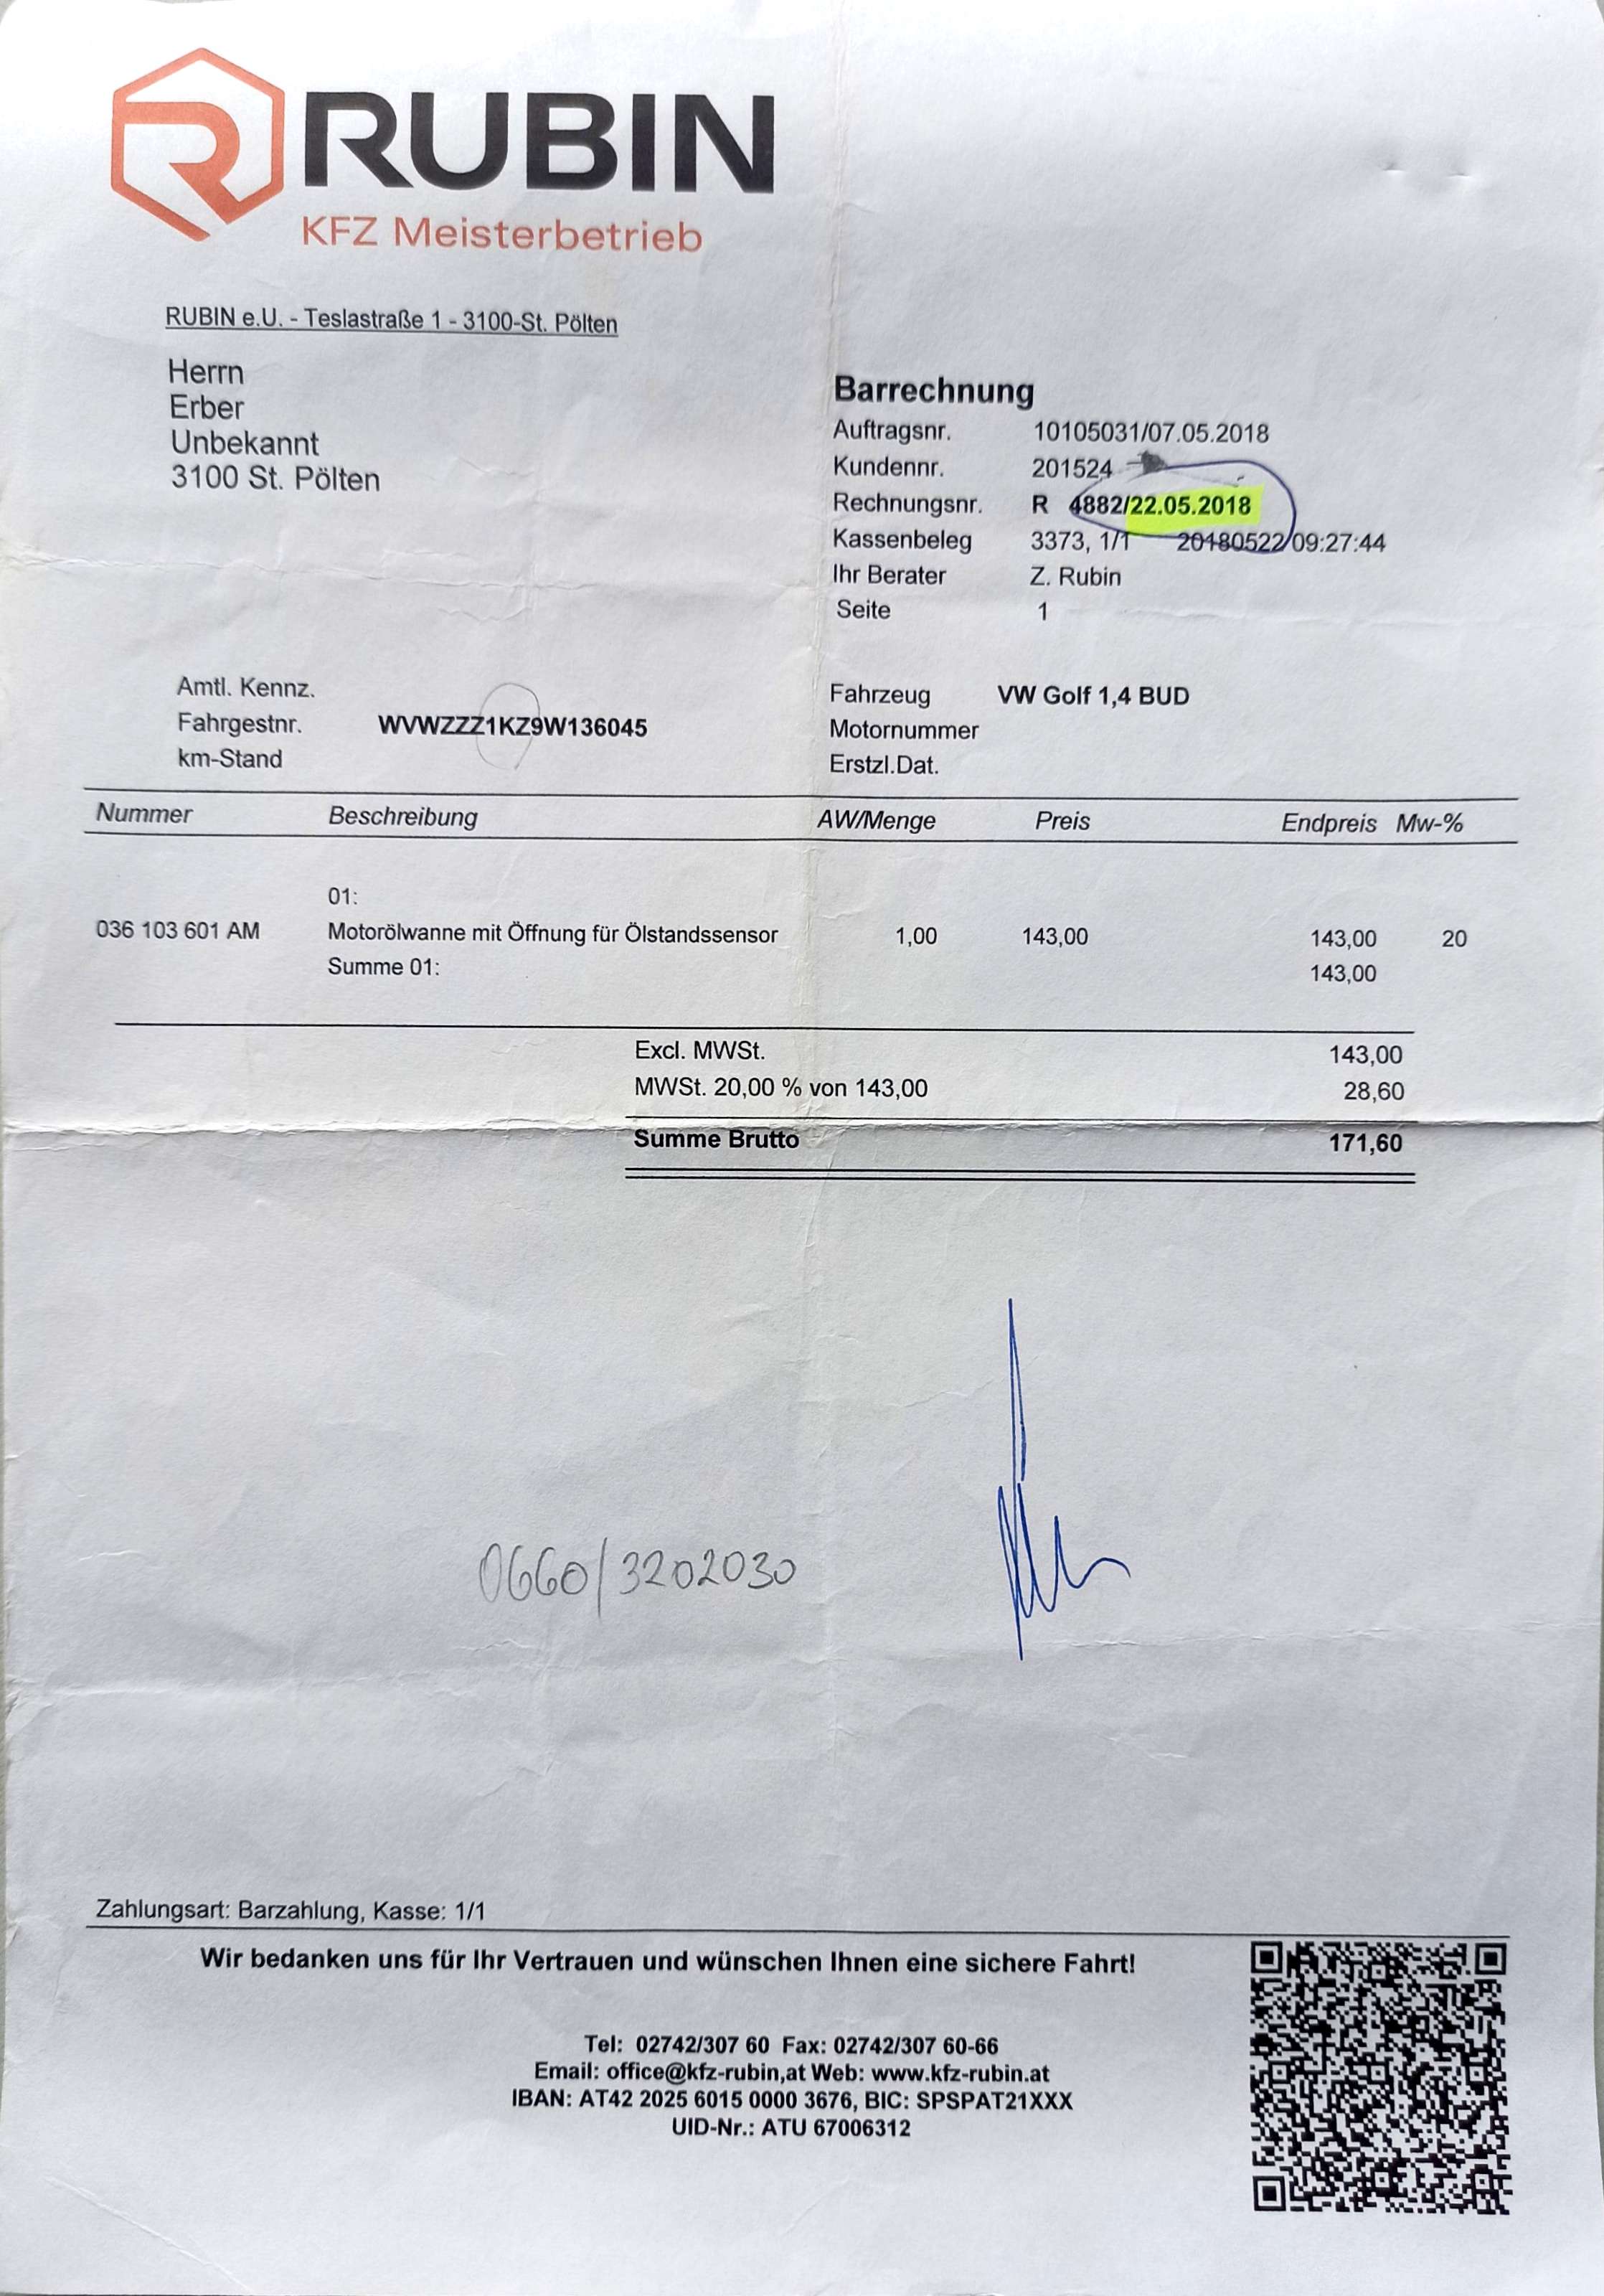 RUBIN
KFZ Meisterbetrieb
RUBIN e.U. - Teslastraße 1 - 3100-St. Pölten
Herrn
Erber
Unbekannt
3100 St. Pölten
Barrechnung
Auftragsnr. 10105031/07.05.2018
Kundennr. 201524
Rechnungsnr. R 4882/22.05.2018
Kassenbeleg 3373, 1/1 20180522/09:27:44
Ihr Berater Z. Rubin
Seite 1
Amtl. Kennz.
Fahrgestnr. WVWZZZ1KZ9W136045
km-Stand
Fahrzeug VW Golf 1,4 BUD
Motornummer
Erstzl.Dat.
Nummer Beschreibung AW/Menge Preis Endpreis Mw-%
01:
036 103 601 AM Motorölwanne mit Öffnung für Ölstandssensor 1,00 143,00 143,00 20
Summe 01: 143,00
Excl. MWSt. 143,00
MWSt. 20,00 % von 143,00 28,60
Summe Brutto 171,60
0660/3202030
Zahlungsart: Barzahlung, Kasse: 1/1
Wir bedanken uns für Ihr Vertrauen und wünschen Ihnen eine sichere Fahrt!
Tel: 02742/307 60 Fax: 02742/307 60-66
Email: office@kfz-rubin,at Web: www.kfz-rubin.at
IBAN: AT42 2025 6015 0000 3676, BIC: SPSPAT21XXX
UID-Nr.: ATU 67006312